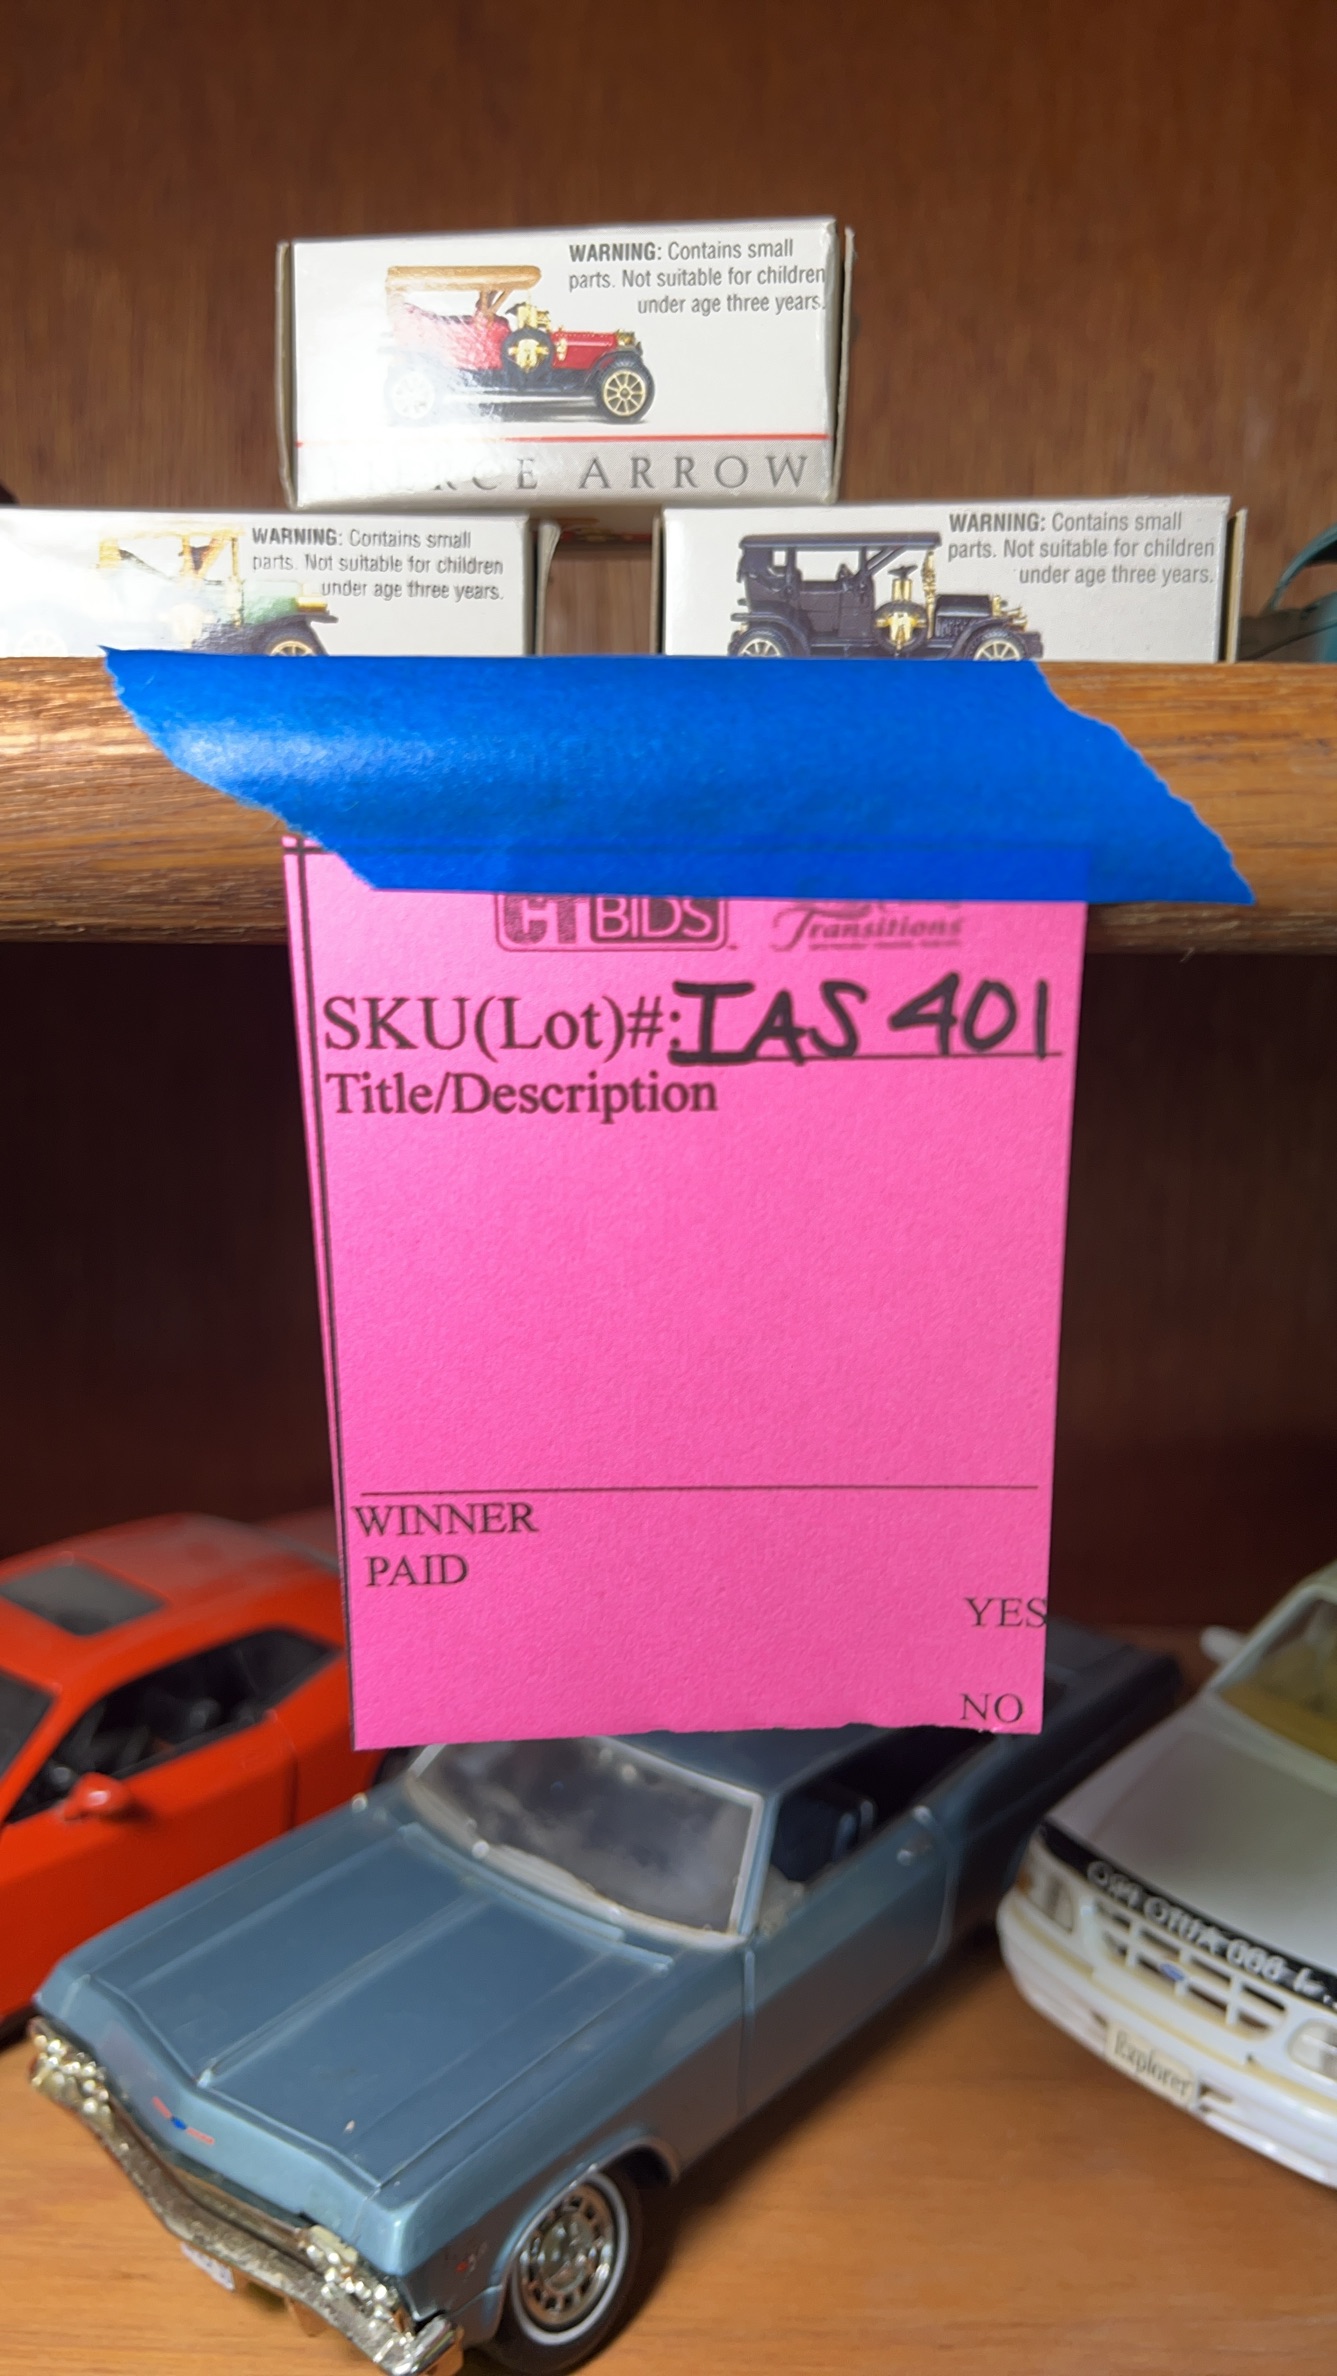 WARNING: Contains small
parts. Not suitable for children
under age three years.
ARROW
WARNING: Contains small
parts. Not suitable for children
under age three years.
WARNING: Contains small
parts. Not suitable for children
under age three years.
CTBIDS
Transitions
SKU(Lot)#: IAS 401
Title/Description
WINNER
PAID
YES
NO
Explorer